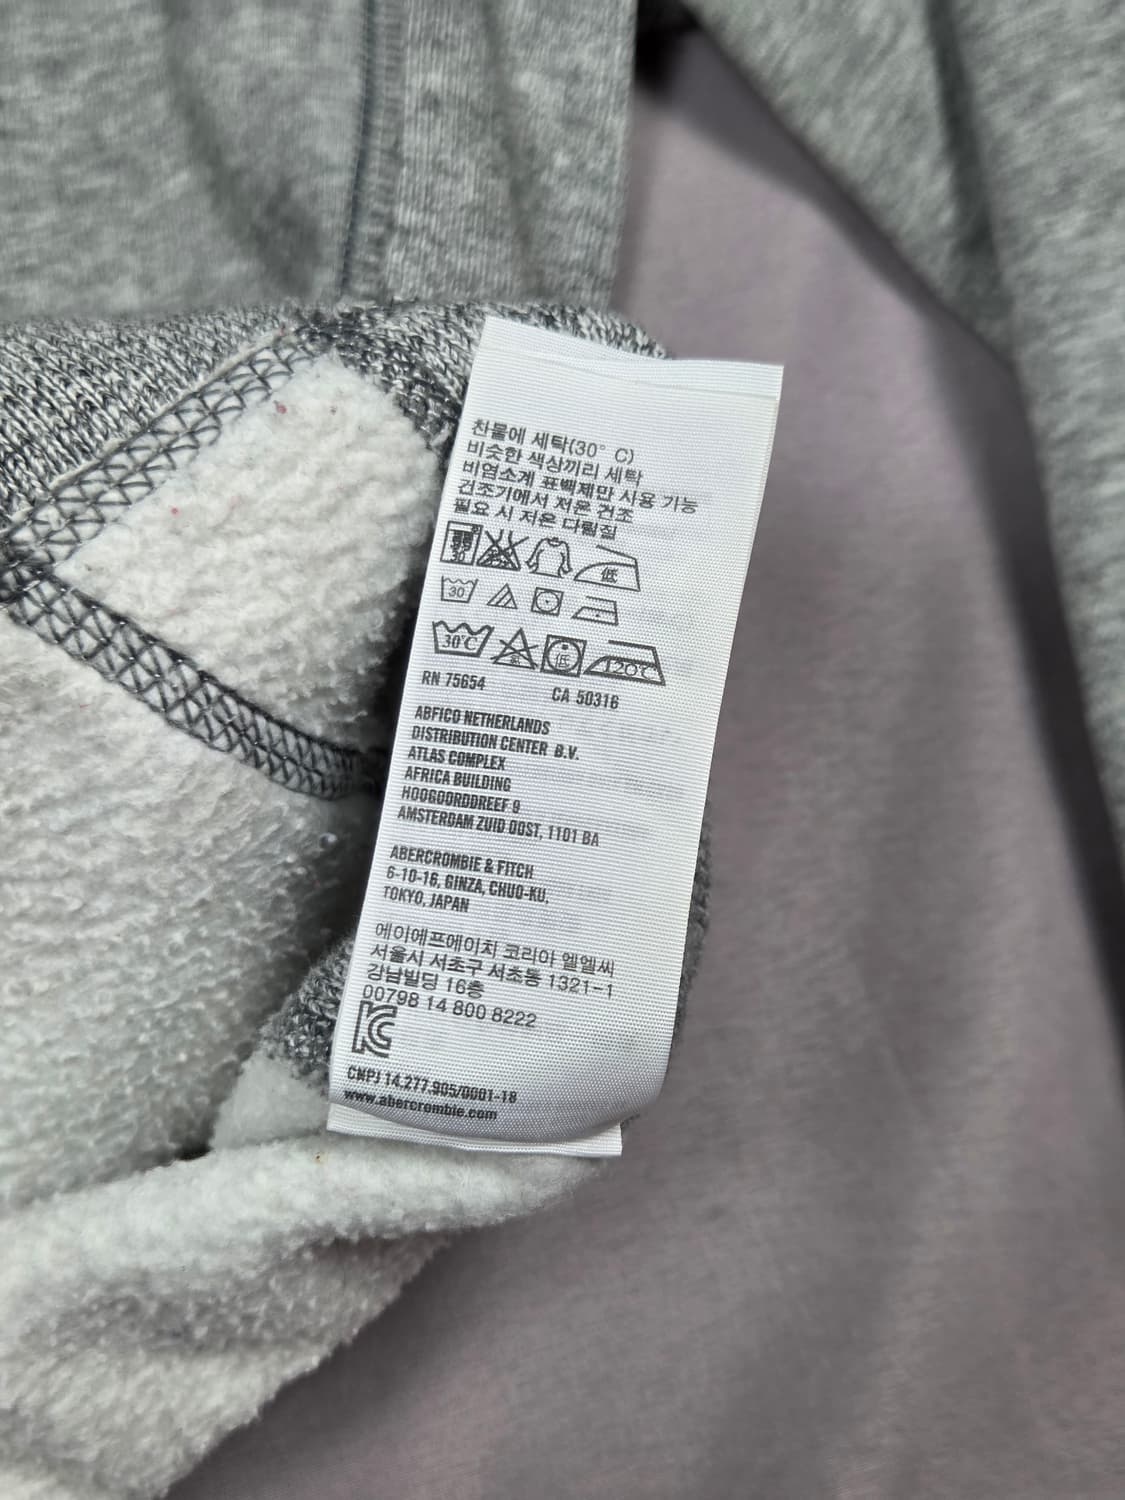 찬물에 세탁(30° C)
비슷한 색상끼리 세탁
비염소계 표백제만 사용 가능
건조기에서 저온 건조
필요 시 저온 다림질
30 低
30
30℃ 低 120℃
RN 75654 CA 50316
ABFICO NETHERLANDS
DISTRIBUTION CENTER B.V.
ATLAS COMPLEX
AFRICA BUILDING
HOOGOORDDREEF 9
AMSTERDAM ZUID OOST, 1101 BA
ABERCROMBIE & FITCH
6-10-16, GINZA, CHUO-KU,
TOKYO, JAPAN
에이에프에이치 코리아 엘엘씨
서울시 서초구 서초동 1321-1
강남빌딩 16층
00798 14 800 8222
CNPJ 14.277.905/0001-18
www.abercrombie.com